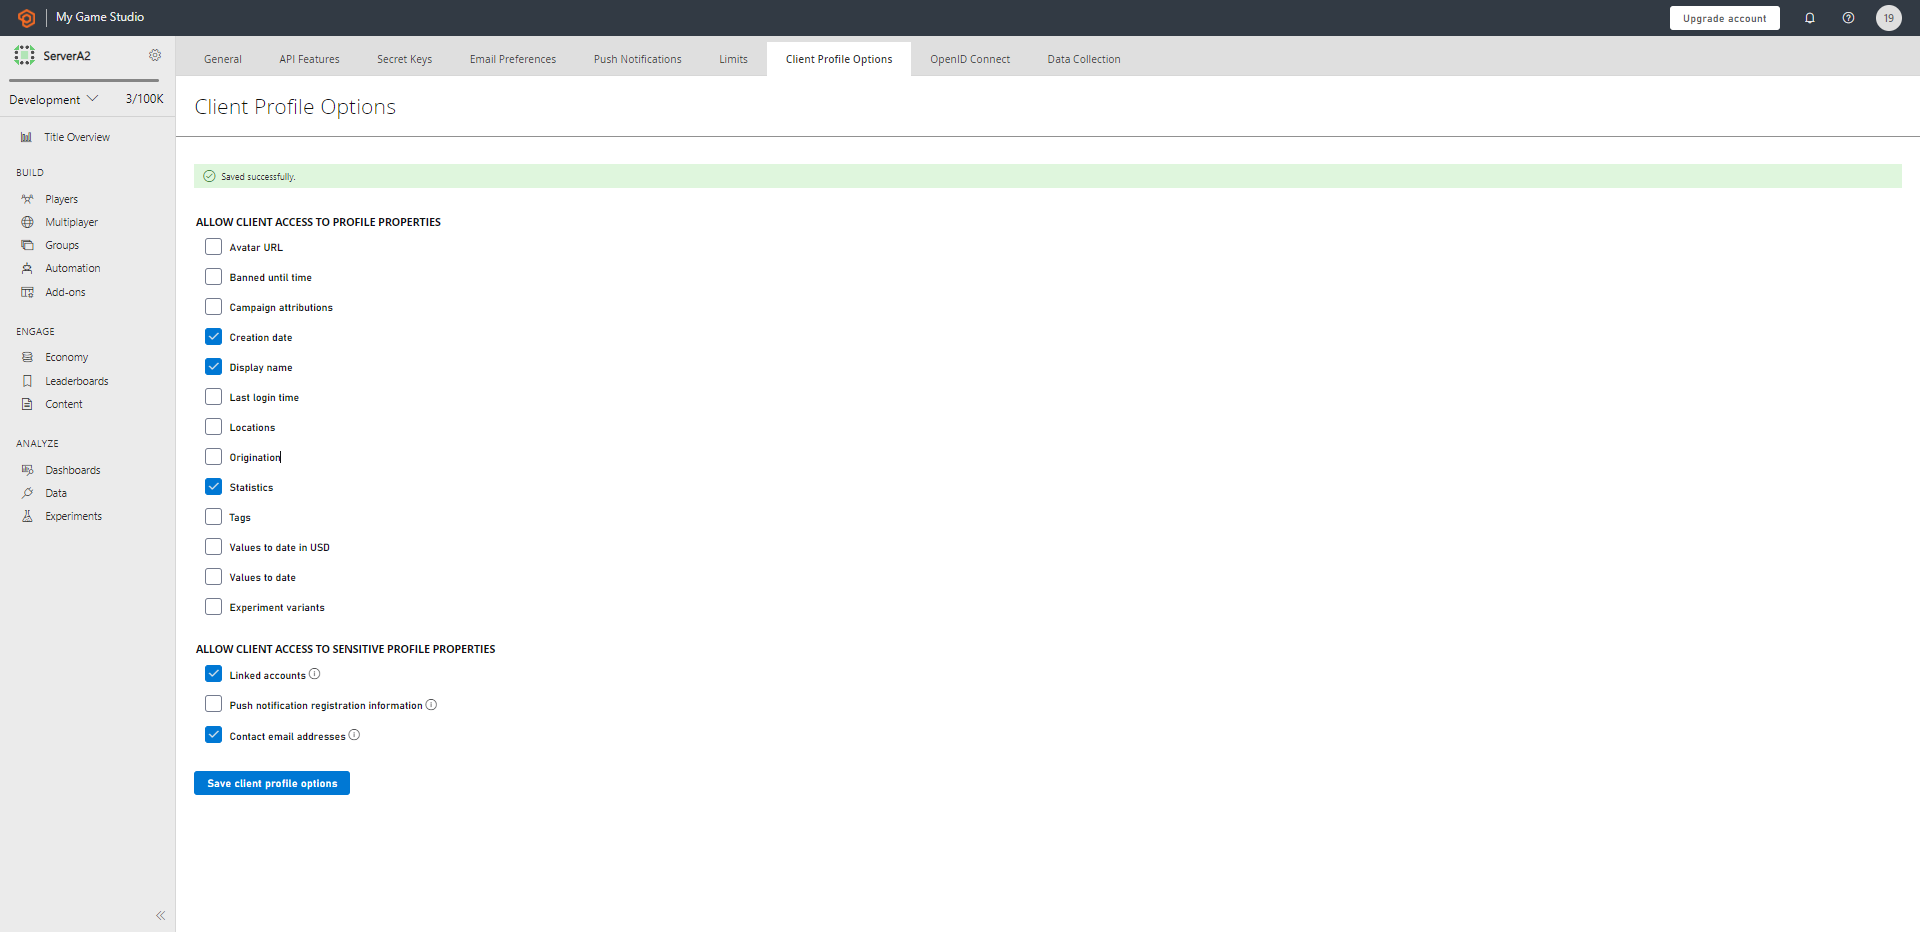 My Game Studio
Upgrade account
19
ServerA2
Development
3/100K
Title Overview
BUILD
Players
Multiplayer
Groups
Automation
Add-ons
ENGAGE
Economy
Leaderboards
Content
ANALYZE
Dashboards
Data
Experiments
General
API Features
Secret Keys
Email Preferences
Push Notifications
Limits
Client Profile Options
OpenID Connect
Data Collection
Client Profile Options
Saved successfully.
ALLOW CLIENT ACCESS TO PROFILE PROPERTIES
Avatar URL
Banned until time
Campaign attributions
Creation date
Display name
Last login time
Locations
Origination
Statistics
Tags
Values to date in USD
Values to date
Experiment variants
ALLOW CLIENT ACCESS TO SENSITIVE PROFILE PROPERTIES
Linked accounts
Push notification registration information
Contact email addresses
Save client profile options